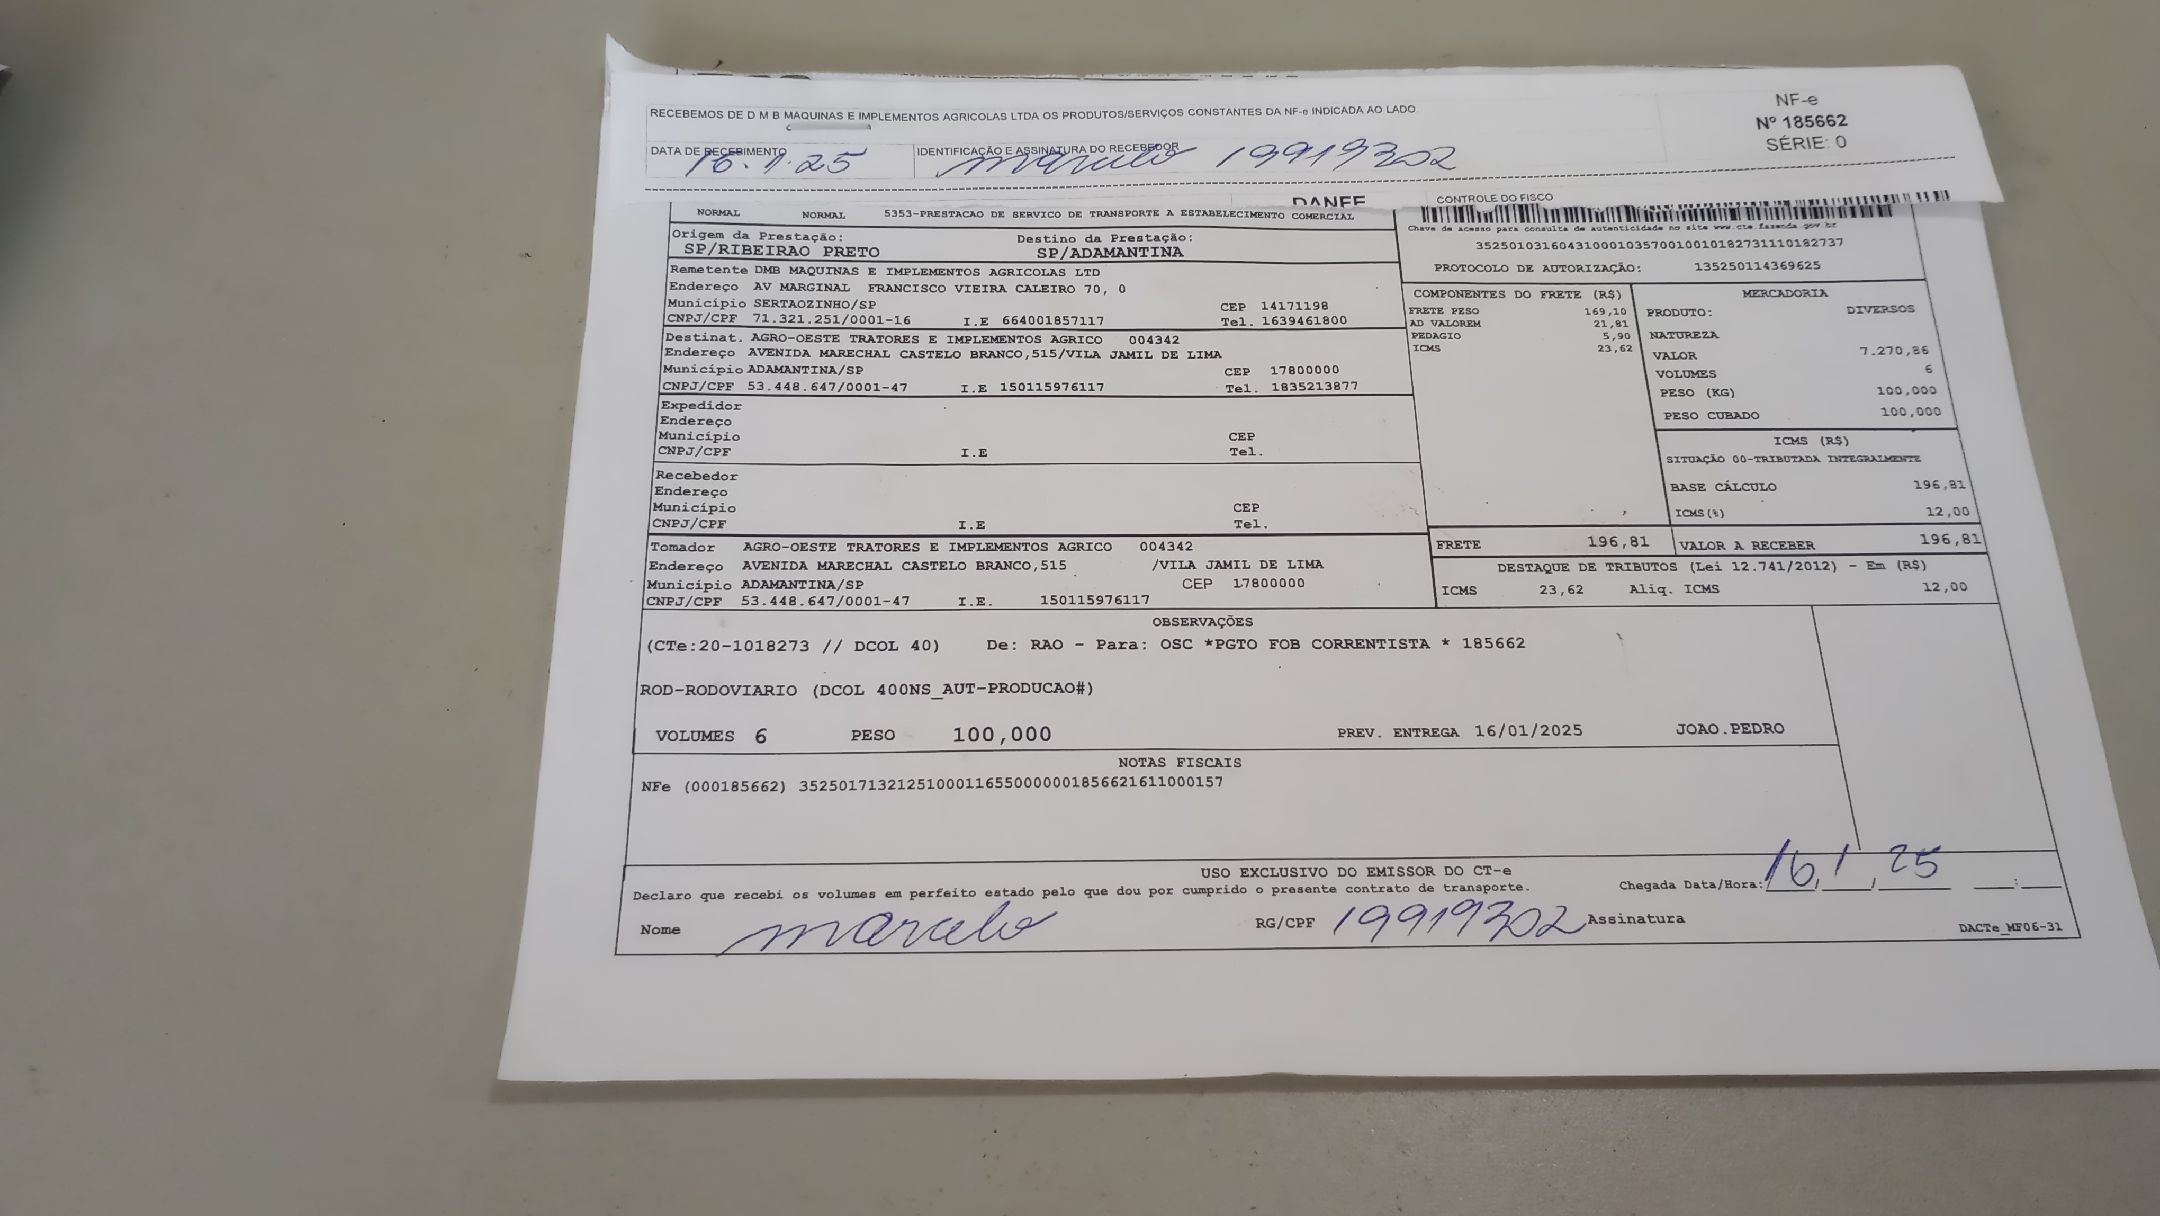 RECEBEMOS DE D M B MAQUINAS E IMPLEMENTOS AGRICOLAS LTDA OS PRODUTOS/SERVIÇOS CONSTANTES DA NF-e INDICADA AO LADO
NF-e
Nº 185662
SÉRIE: 0
DATA DE RECEBIMENTO
16.1.25
IDENTIFICAÇÃO E ASSINATURA DO RECEBEDOR
marcelo 19919302
DANFE
CONTROLE DO FISCO
NORMAL NORMAL 5353-PRESTACAO DE SERVICO DE TRANSPORTE A ESTABELECIMENTO COMERCIAL
Chave de acesso para consulta de autenticidade no site www.cte.fazenda.gov.br
35250103160431000103570010010182731110182737
PROTOCOLO DE AUTORIZAÇÃO: 135250114369625
Origem da Prestação:
SP/RIBEIRAO PRETO
Destino da Prestação:
SP/ADAMANTINA
Remetente DMB MAQUINAS E IMPLEMENTOS AGRICOLAS LTD
Endereço AV MARGINAL FRANCISCO VIEIRA CALEIRO 70, 0
Município SERTAOZINHO/SP CEP 14171198
CNPJ/CPF 71.321.251/0001-16 I.E 664001857117 Tel. 1639461800
Destinat. AGRO-OESTE TRATORES E IMPLEMENTOS AGRICO 004342
Endereço AVENIDA MARECHAL CASTELO BRANCO,515/VILA JAMIL DE LIMA
Município ADAMANTINA/SP CEP 17800000
CNPJ/CPF 53.448.647/0001-47 I.E 150115976117 Tel. 1835213877
Expedidor
Endereço
Município CEP
CNPJ/CPF I.E Tel.
Recebedor
Endereço
Município CEP
CNPJ/CPF I.E Tel.
Tomador AGRO-OESTE TRATORES E IMPLEMENTOS AGRICO 004342
Endereço AVENIDA MARECHAL CASTELO BRANCO,515 /VILA JAMIL DE LIMA
Município ADAMANTINA/SP CEP 17800000
CNPJ/CPF 53.448.647/0001-47 I.E. 150115976117
COMPONENTES DO FRETE (R$)
FRETE PESO 169,10
AD VALOREM 21,81
PEDAGIO 5,90
ICMS 23,62
MERCADORIA
PRODUTO: DIVERSOS
NATUREZA
VALOR 7.270,86
VOLUMES 6
PESO (KG) 100,000
PESO CUBADO 100,000
ICMS (R$)
SITUAÇÃO 00-TRIBUTADA INTEGRALMENTE
BASE CÁLCULO 196,81
ICMS(%) 12,00
FRETE 196,81 VALOR A RECEBER 196,81
DESTAQUE DE TRIBUTOS (Lei 12.741/2012) - Em (R$)
ICMS 23,62 Aliq. ICMS 12,00
OBSERVAÇÕES
(CTe:20-1018273 // DCOL 40) De: RAO - Para: OSC *PGTO FOB CORRENTISTA * 185662
ROD-RODOVIARIO (DCOL 400NS_AUT-PRODUCAO#)
VOLUMES 6 PESO 100,000 PREV. ENTREGA 16/01/2025 JOAO.PEDRO
NOTAS FISCAIS
NFe (000185662) 35250171321251000116550000001856621611000157
USO EXCLUSIVO DO EMISSOR DO CT-e
Declaro que recebi os volumes em perfeito estado pelo que dou por cumprido o presente contrato de transporte. Chegada Data/Hora: 16/1/25 __:__
Nome marcelo RG/CPF 19919302 Assinatura
DACTe_MF06-31